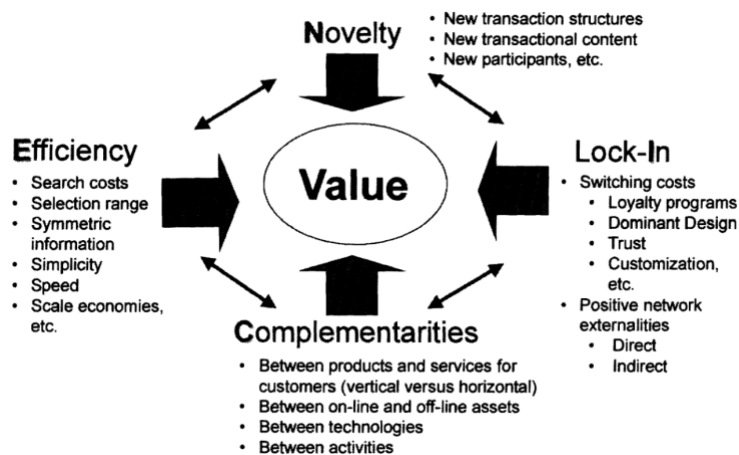 Novelty
• New transaction structures
• New transactional content
• New participants, etc.
Efficiency
• Search costs
• Selection range
• Symmetric
information
• Simplicity
• Speed
• Scale economies,
etc.
Value
Lock-In
• Switching costs
• Loyalty programs
• Dominant Design
• Trust
• Customization,
etc.
• Positive network
externalities
• Direct
• Indirect
Complementarities
• Between products and services for
customers (vertical versus horizontal)
• Between on-line and off-line assets
• Between technologies
• Between activities